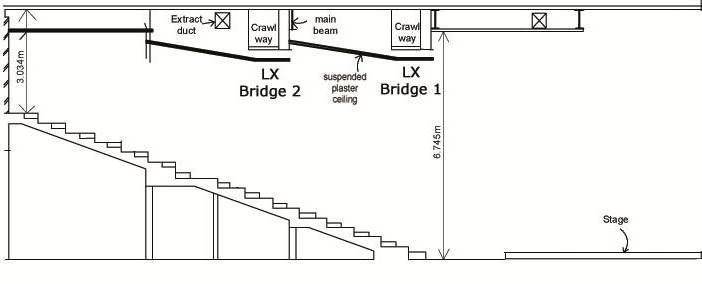 Extract
duct
Crawl
way
main
beam
Crawl
way
LX
Bridge 2
suspended
plaster
ceiling
LX
Bridge 1
3.034m
6.745m
Stage